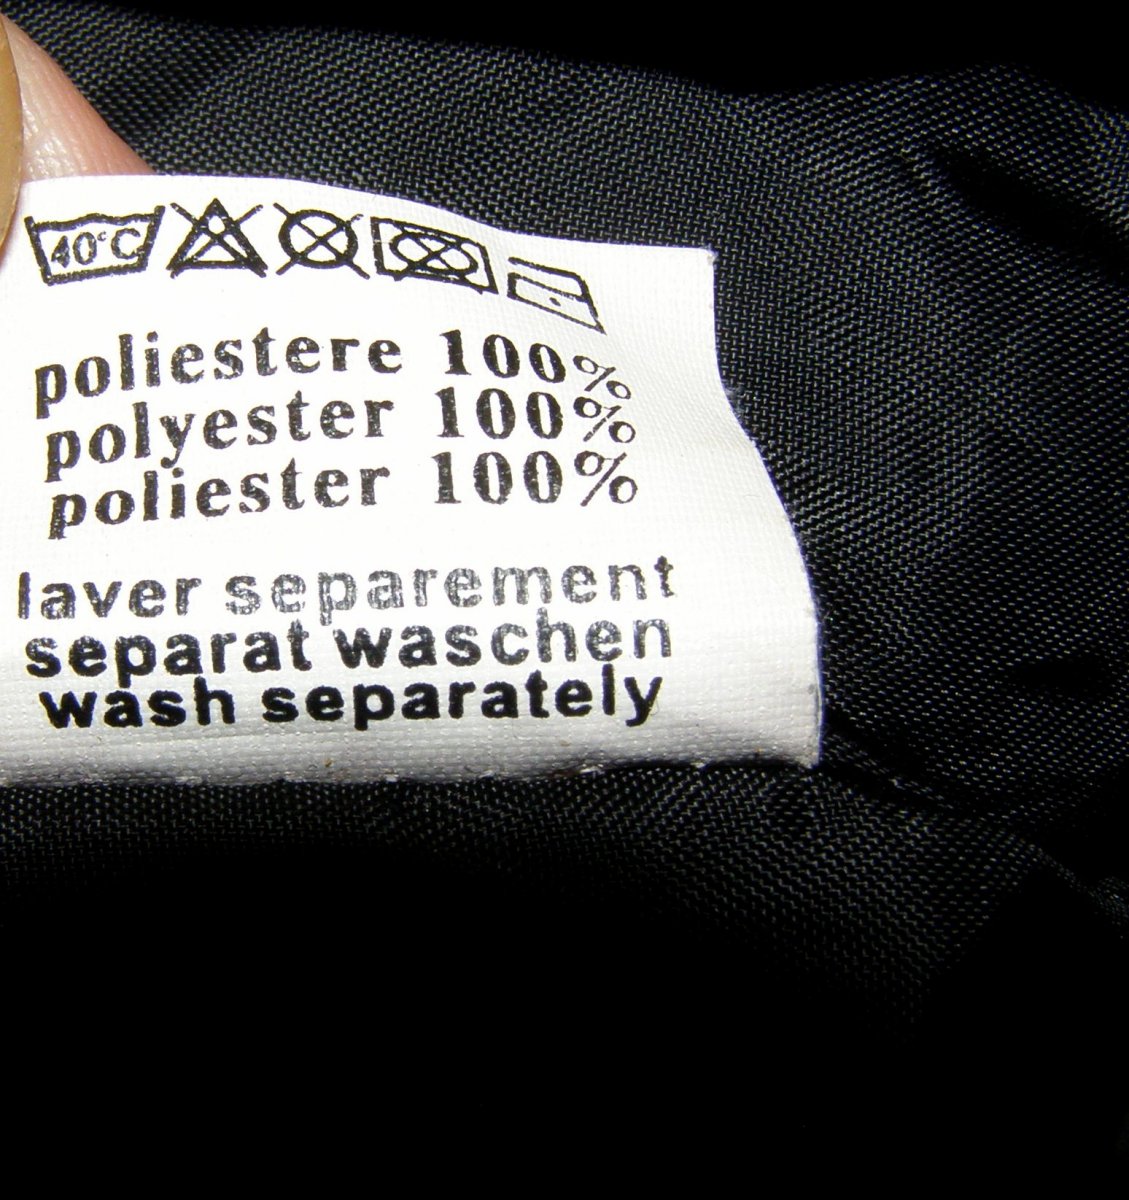 40°C
poliestere 100%
polyester 100%
poliester 100%
laver separement
separat waschen
wash separately